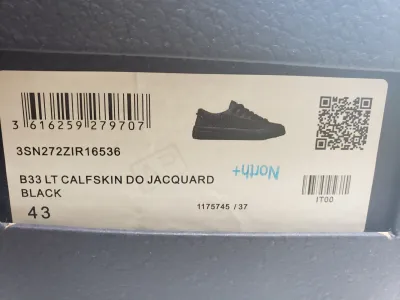 3 616259 279707
3SN272ZIR16536
North+
B33 LT CALFSKIN DO JACQUARD
BLACK
43
1175745 / 37
IT00